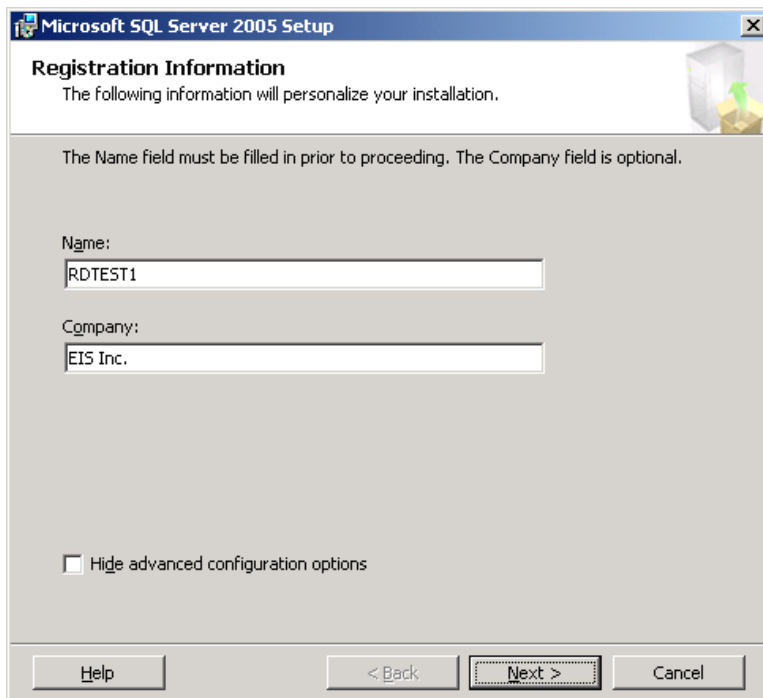 Microsoft SQL Server 2005 Setup
Registration Information
The following information will personalize your installation.
The Name field must be filled in prior to proceeding. The Company field is optional.
Name:
RDTEST1
Company:
EIS Inc.
Hide advanced configuration options
Help
< Back
Next >
Cancel